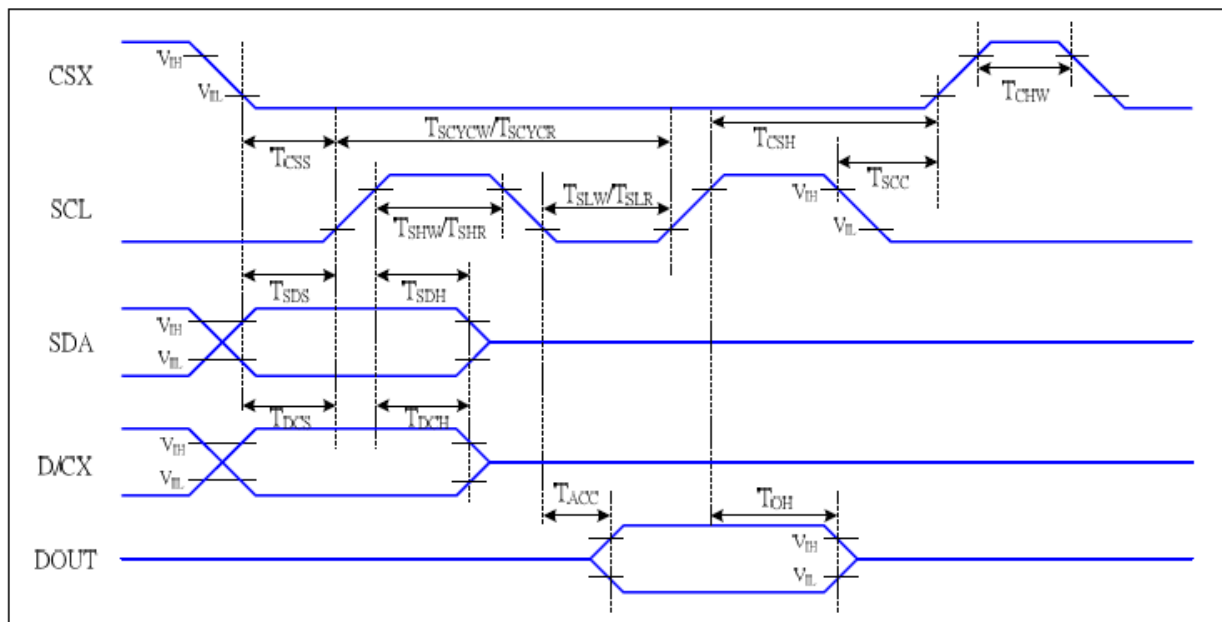 CSX
VIH
VIL
TCHW
TCSS
TSCYCW/TSCYCR
TCSH
TSCC
SCL
TSHW/TSHR
TSLW/TSLR
VIH
VIL
TSDS
TSDH
SDA
VIH
VIL
TDCS
TDCH
D/CX
VIH
VIL
TACC
TOH
DOUT
VIH
VIL